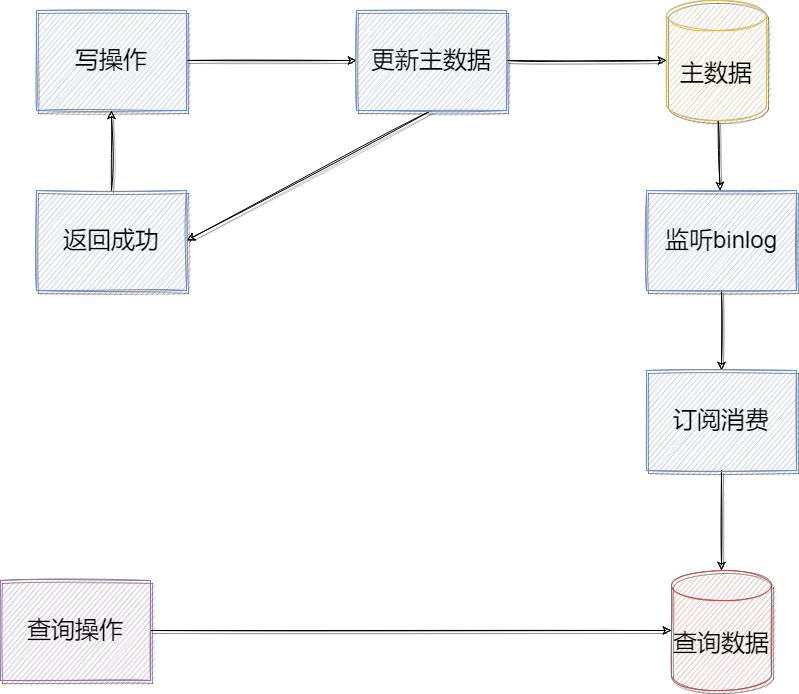 写操作
更新主数据
主数据
返回成功
监听binlog
订阅消费
查询操作
查询数据